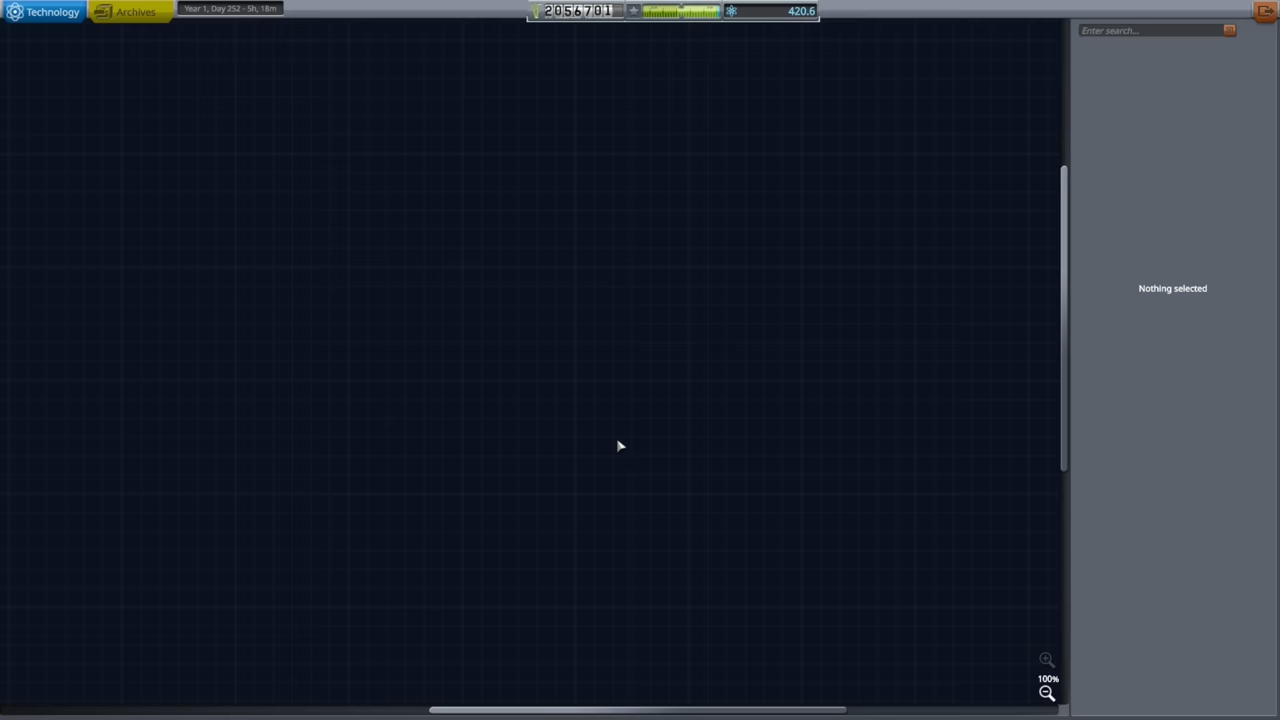 Technology
Archives
Year 1, Day 252 - 5h, 18m
2056701
420.6
Enter search...
Nothing selected
100%